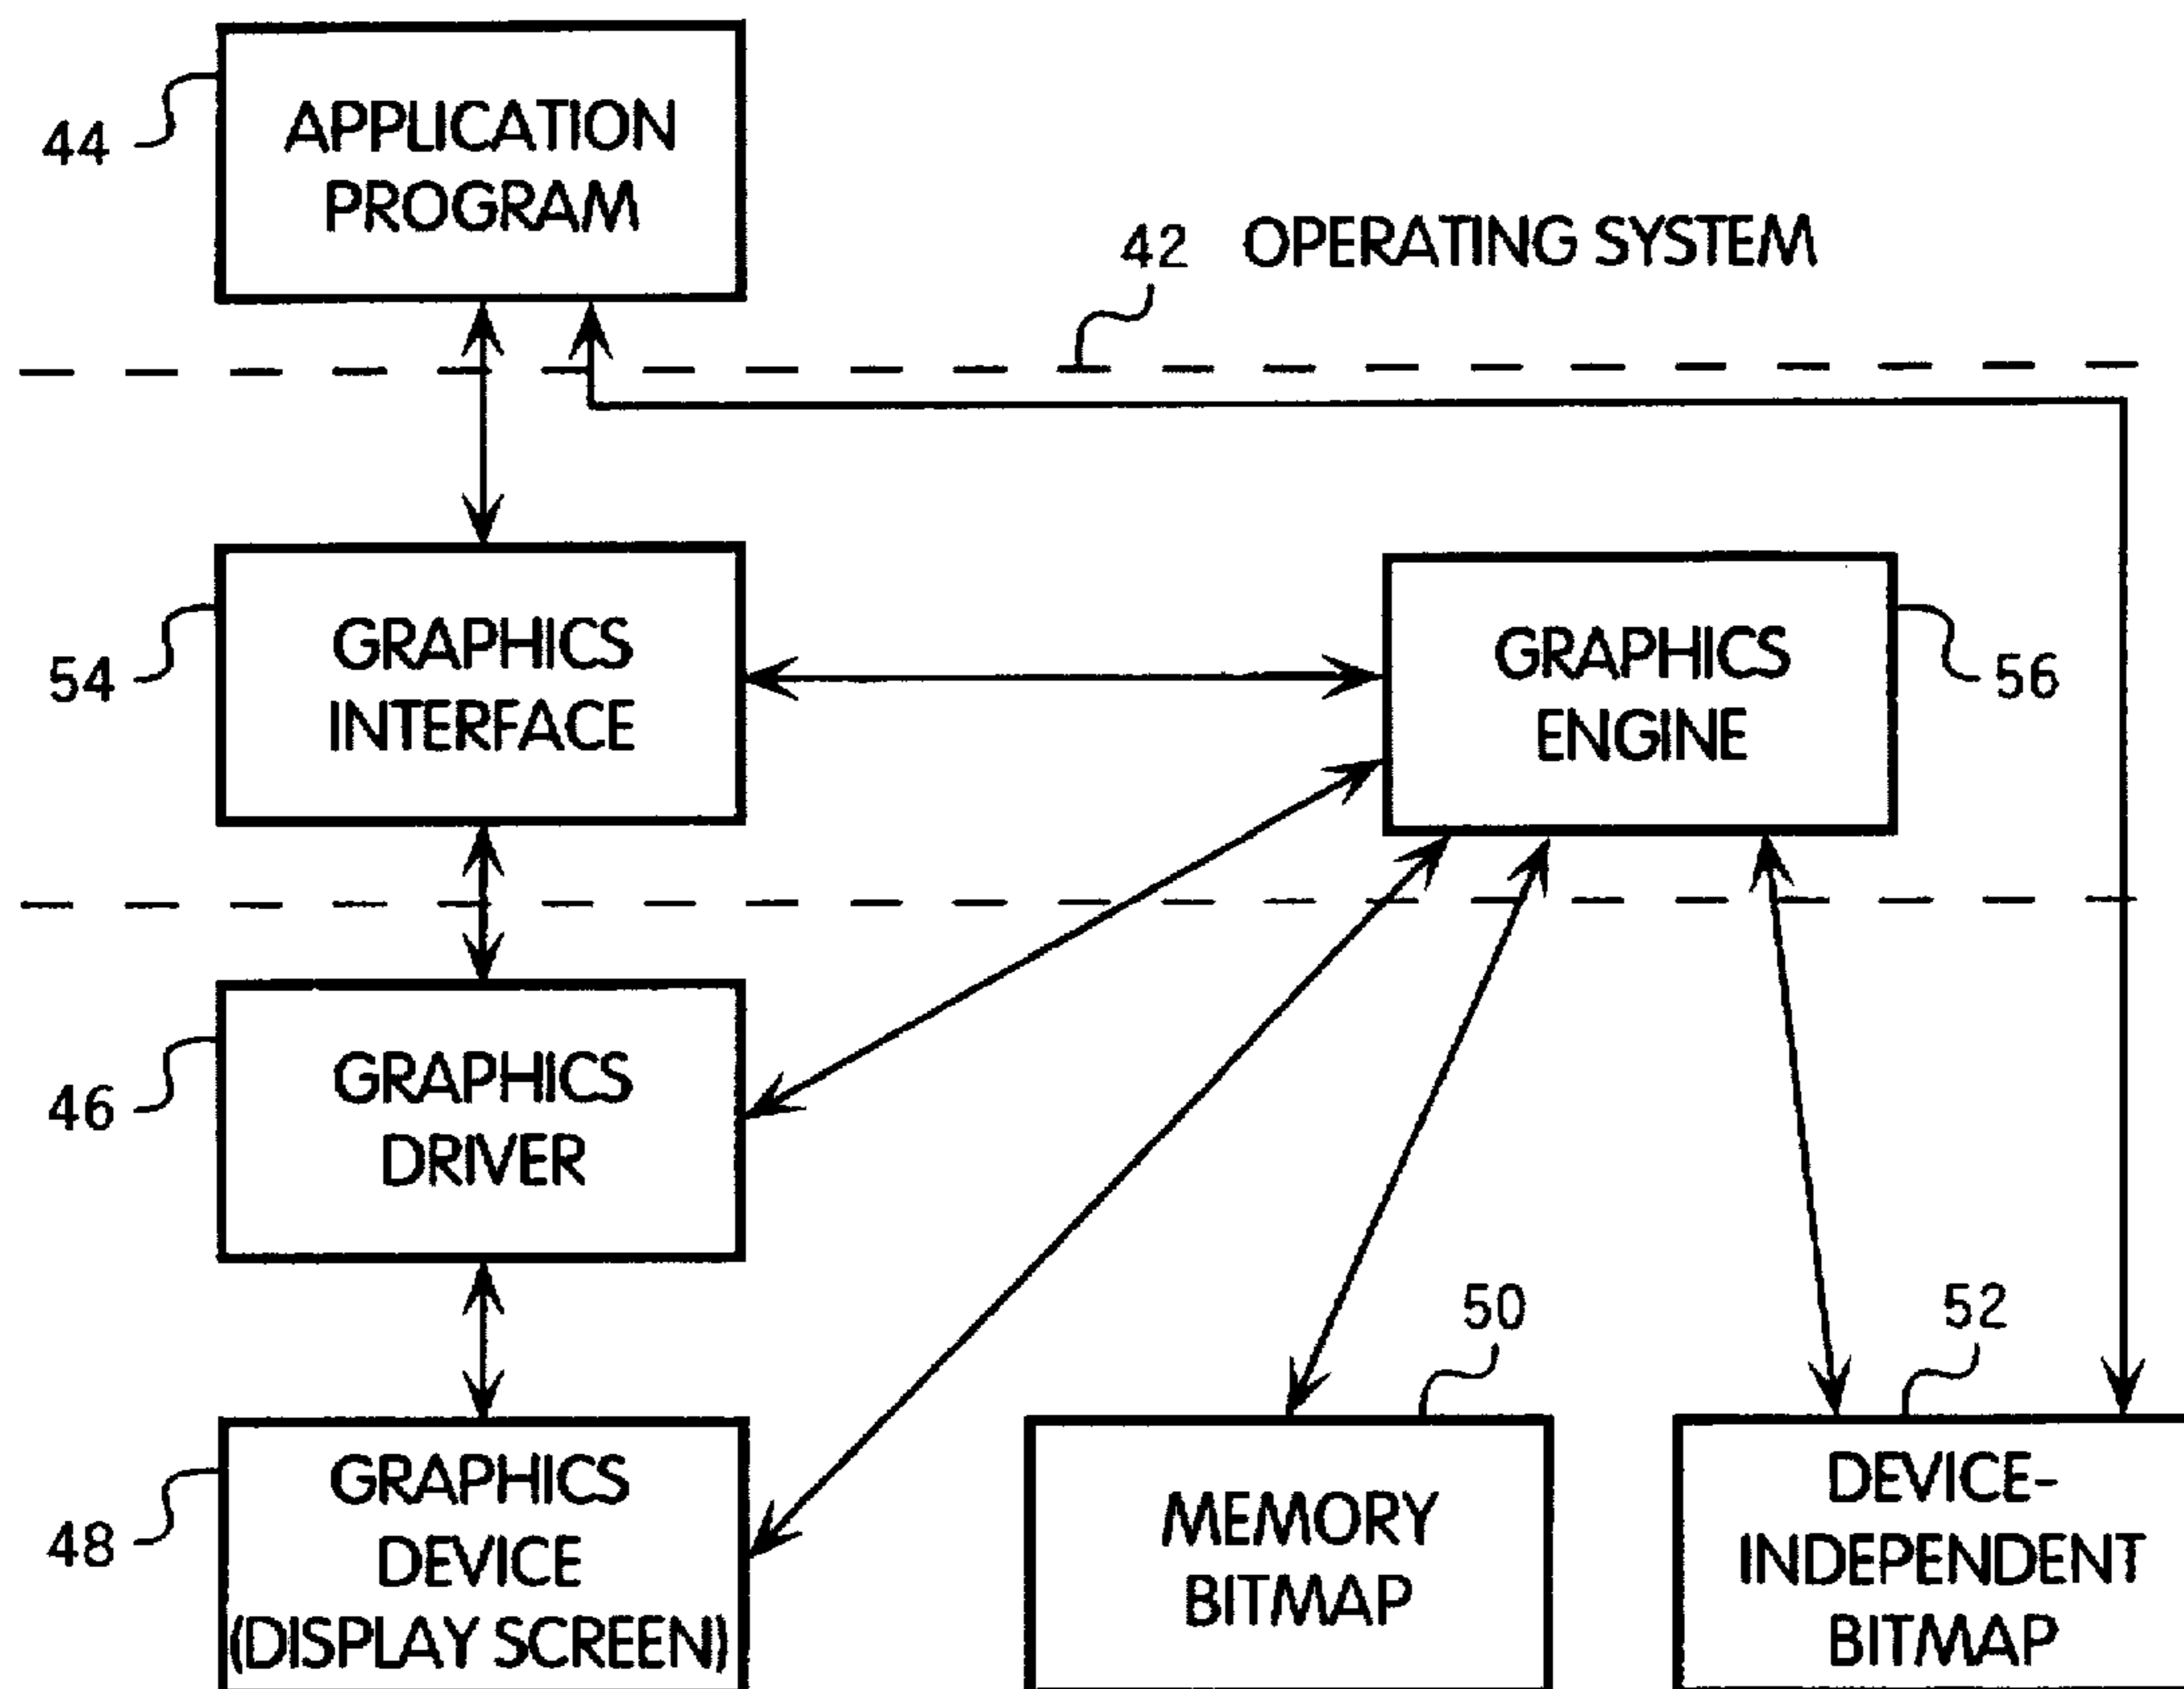 44
APPLICATION
PROGRAM
42 OPERATING SYSTEM
54
GRAPHICS
INTERFACE
GRAPHICS
ENGINE
56
46
GRAPHICS
DRIVER
48
GRAPHICS
DEVICE
(DISPLAY SCREEN)
50
MEMORY
BITMAP
52
DEVICE-
INDEPENDENT
BITMAP